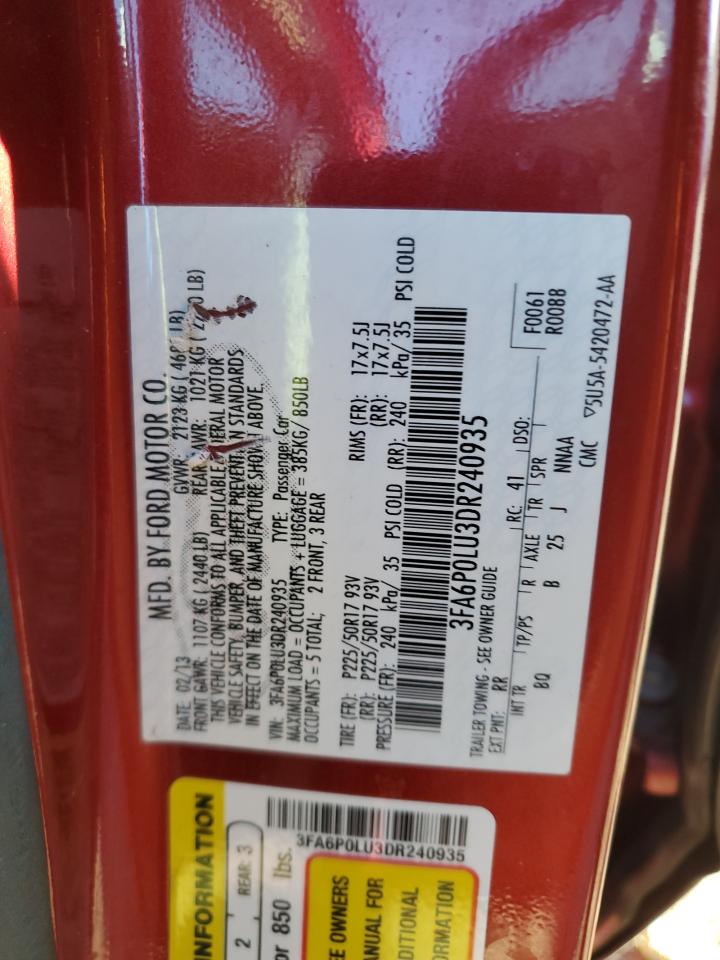 MFD. BY FORD MOTOR CO.
DATE: 02/13 GVWR: 2123 KG LB)
FRONT GAWR: 1107 KG ( 2440 LB) REAR GAWR: 1021 KG ( LB)
THIS VEHICLE CONFORMS TO ALL APPLICABLE FEDERAL MOTOR
VEHICLE SAFETY, BUMPER, AND THEFT PREVENTION STANDARDS
IN EFFECT ON THE DATE OF MANUFACTURE SHOWN ABOVE.
VIN: 3FA6P0LU3DR240935 TYPE: Passenger Car
MAXIMUM LOAD = OCCUPANTS + LUGGAGE = 385KG/ 850LB
OCCUPANTS = 5 TOTAL; 2 FRONT, 3 REAR
TIRE (FR): P225/50R17 93V RIMS (FR): 17x7.5J
(RR): P225/50R17 93V (RR): 17x7.5J
PRESSURE (FR): 240 kPa/ 35 PSI COLD (RR): 240 kPa/ 35 PSI COLD
3FA6P0LU3DR240935
TRAILER TOWING - SEE OWNER GUIDE
EXT PNT: RR RC: 41 DSO: F0061
R0088
INT TR TP/PS R AXLE TR SPR
BQ B 25 J NNAA
CMC ▽5U5A-5420472-AA
INFORMATION
2 REAR: 3
or 850 lbs.
3FA6P0LU3DR240935
EE OWNERS
ANUAL FOR
DITIONAL
ORMATION